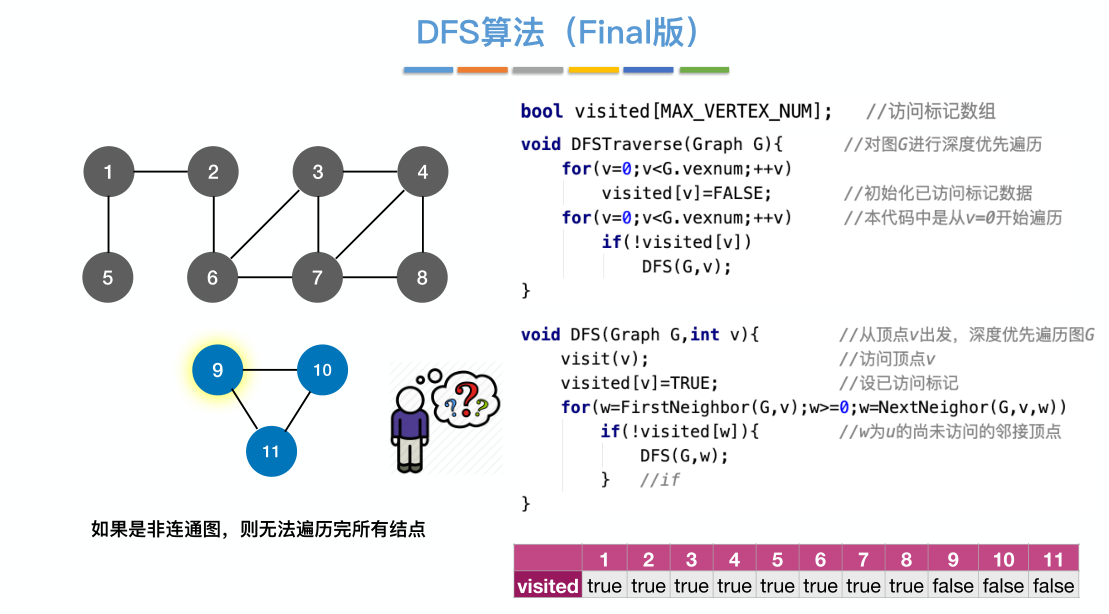 DFS算法（Final版）
bool visited[MAX_VERTEX_NUM];   //访问标记数组
void DFSTraverse(Graph G){   //对图G进行深度优先遍历
for(v=0;v<G.vexnum;++v)
visited[v]=FALSE;   //初始化已访问标记数据
for(v=0;v<G.vexnum;++v)   //本代码中是从v=0开始遍历
if(!visited[v])
DFS(G,v);
}
void DFS(Graph G,int v){   //从顶点v出发，深度优先遍历图G
visit(v);   //访问顶点v
visited[v]=TRUE;   //设已访问标记
for(w=FirstNeighbor(G,v);w>=0;w=NextNeighor(G,v,w))
if(!visited[w]){   //w为u的尚未访问的邻接顶点
DFS(G,w);
}   //if
}
1 2 3 4
5 6 7 8
9 10
11
???
如果是非连通图，则无法遍历完所有结点
1 2 3 4 5 6 7 8 9 10 11
visited true true true true true true true true false false false